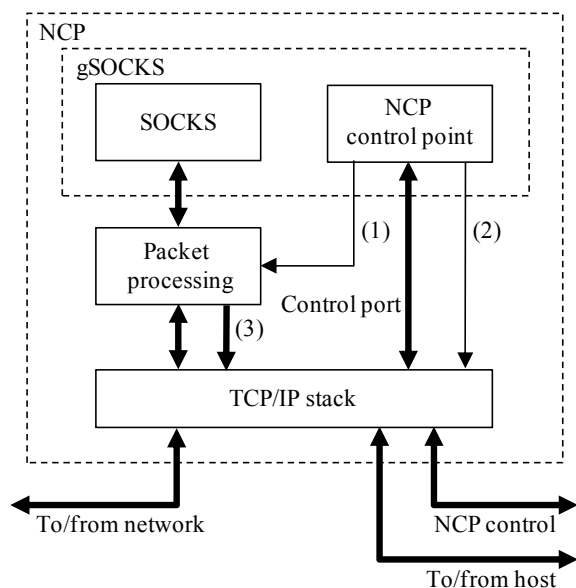 NCP
gSOCKS
SOCKS
NCP
control point
(1)
(2)
Packet
processing
Control port
(3)
TCP/IP stack
To/from network
NCP control
To/from host